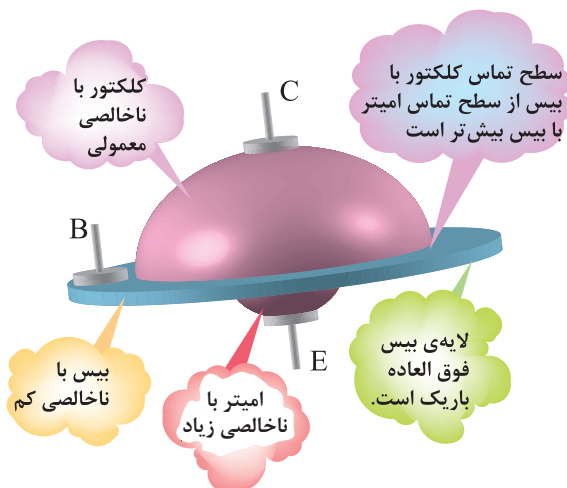 سطح تماس کلکتور با
بیس از سطح تماس امیتر
با بیس بیش‌تر است
کلکتور با
ناخالصی
معمولی
C
B
E
لایه‌ی بیس
فوق العاده
باریک است.
امیتر با
ناخالصی زیاد
بیس با
ناخالصی کم